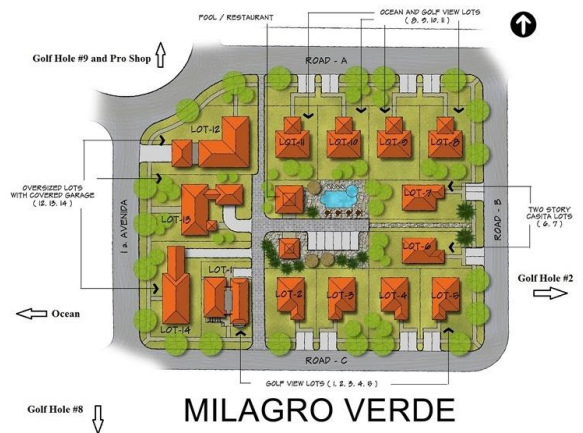 POOL / RESTAURANT
OCEAN AND GOLF VIEW LOTS
( 8, 9, 10, 11 )
Golf Hole #9 and Pro Shop
ROAD - A
LOT-12
LOT-11
LOT-10
LOT-9
LOT-8
OVERSIZED LOTS
WITH COVERED GARAGE
( 12, 13, 14 )
LOT-13
LOT-7
TWO STORY
CASITA LOTS
( 6, 7 )
1a AVENIDA
ROAD - B
LOT-6
LOT-1
LOT-2
LOT-3
LOT-4
LOT-5
Golf Hole #2
Ocean
LOT-14
ROAD - C
GOLF VIEW LOTS ( 1, 2, 3, 4, 5 )
Golf Hole #8
MILAGRO VERDE